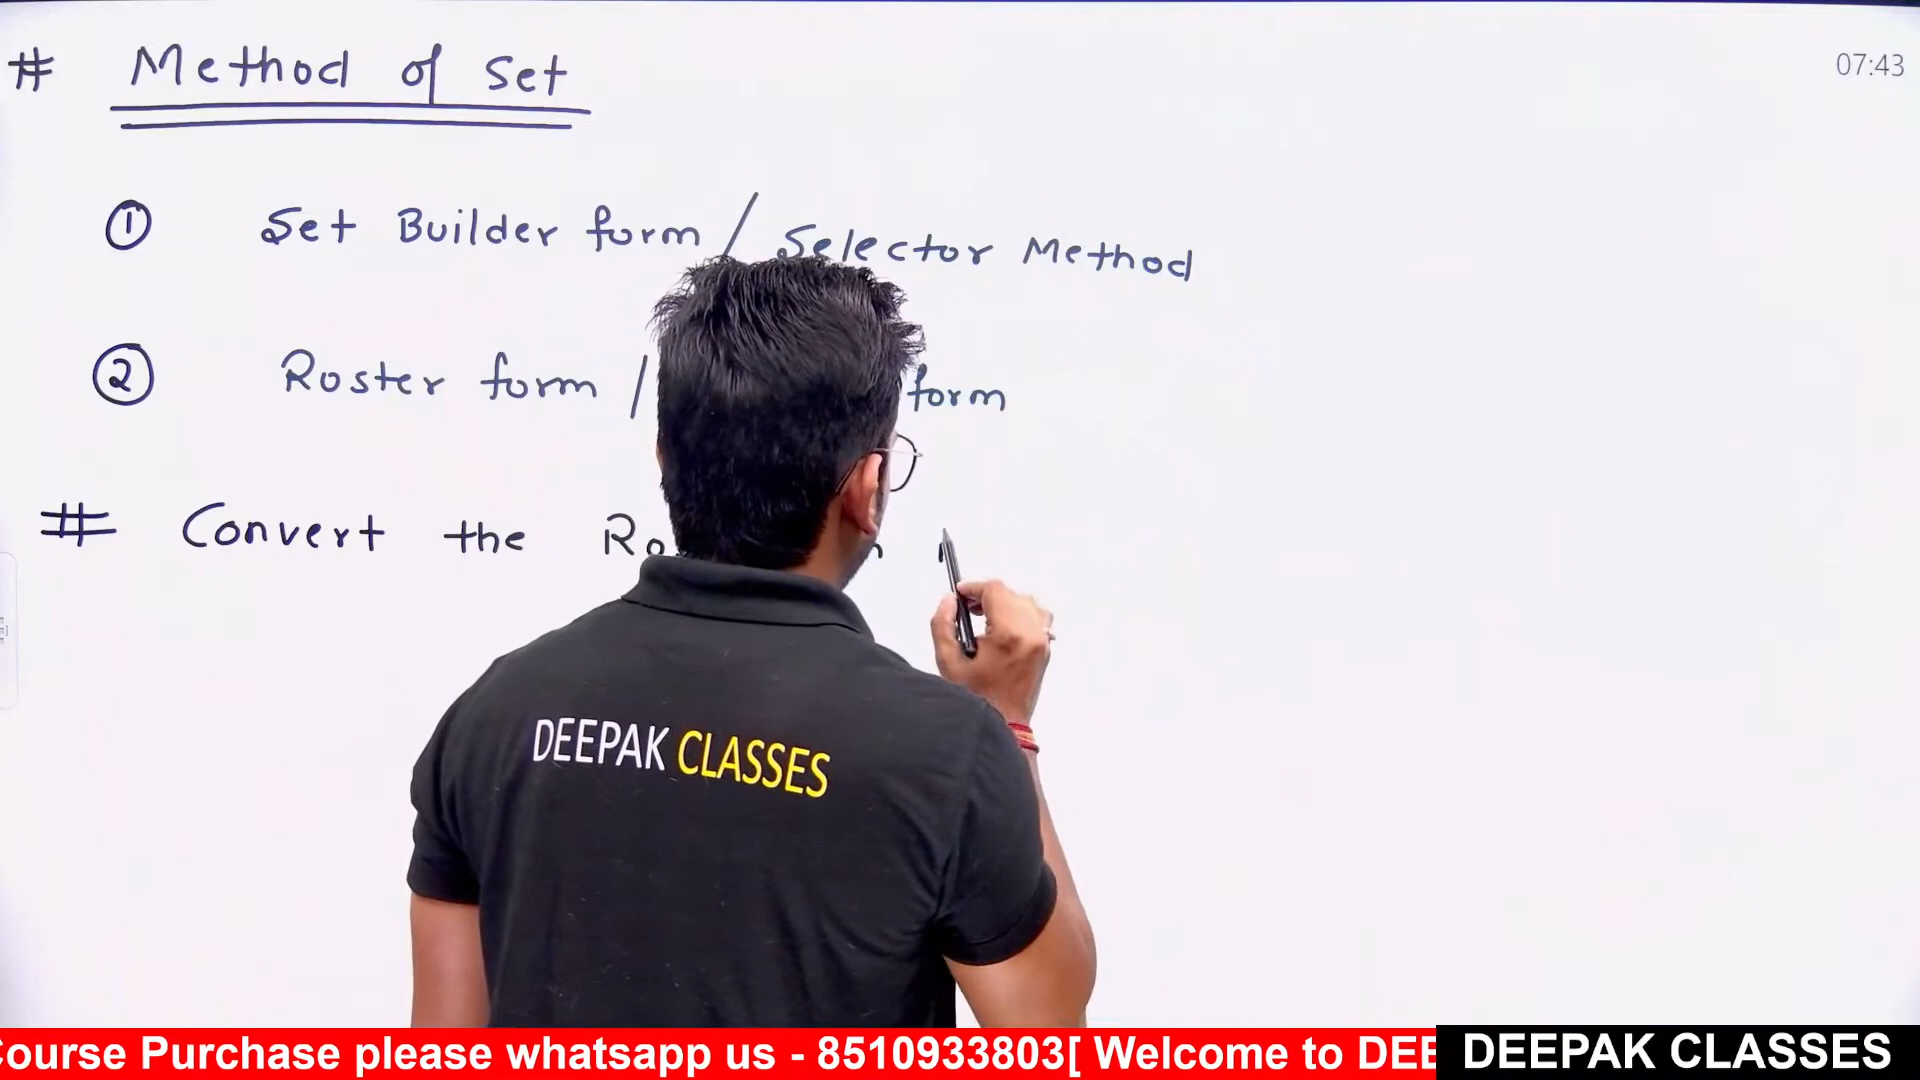 # Method of Set
07:43
① Set Builder form / Selector Method
② Roster form / form
# Convert the
DEEPAK CLASSES
ourse Purchase please whatsapp us - 8510933803[ Welcome to DEE
DEEPAK CLASSES